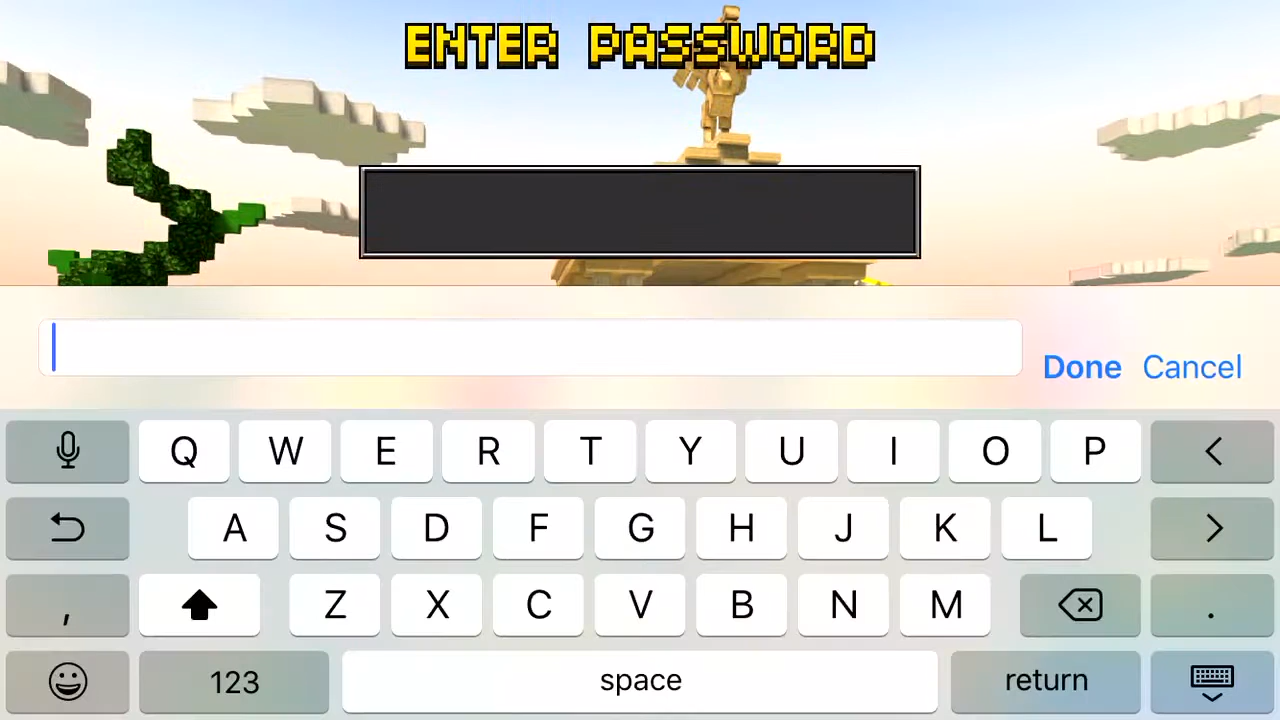 ENTER PASSWORD
Done Cancel
Q W E R T Y U I O P <
A S D F G H J K L >
, Z X C V B N M .
123 space return